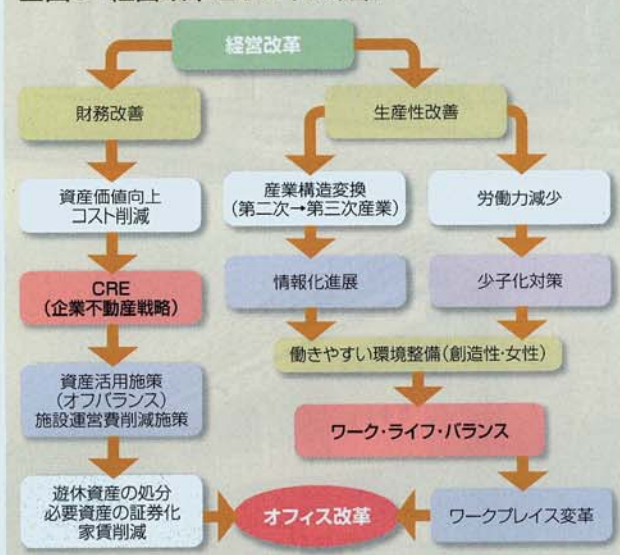 経営改革
財務改善
生産性改善
資産価値向上
コスト削減
産業構造変換
(第二次→第三次産業)
労働力減少
CRE
(企業不動産戦略)
情報化進展
少子化対策
働きやすい環境整備(創造性・女性)
資産活用施策
(オフバランス)
施設運営費削減施策
ワーク・ライフ・バランス
遊休資産の処分
必要資産の証券化
家賃削減
オフィス改革
ワークプレイス変革